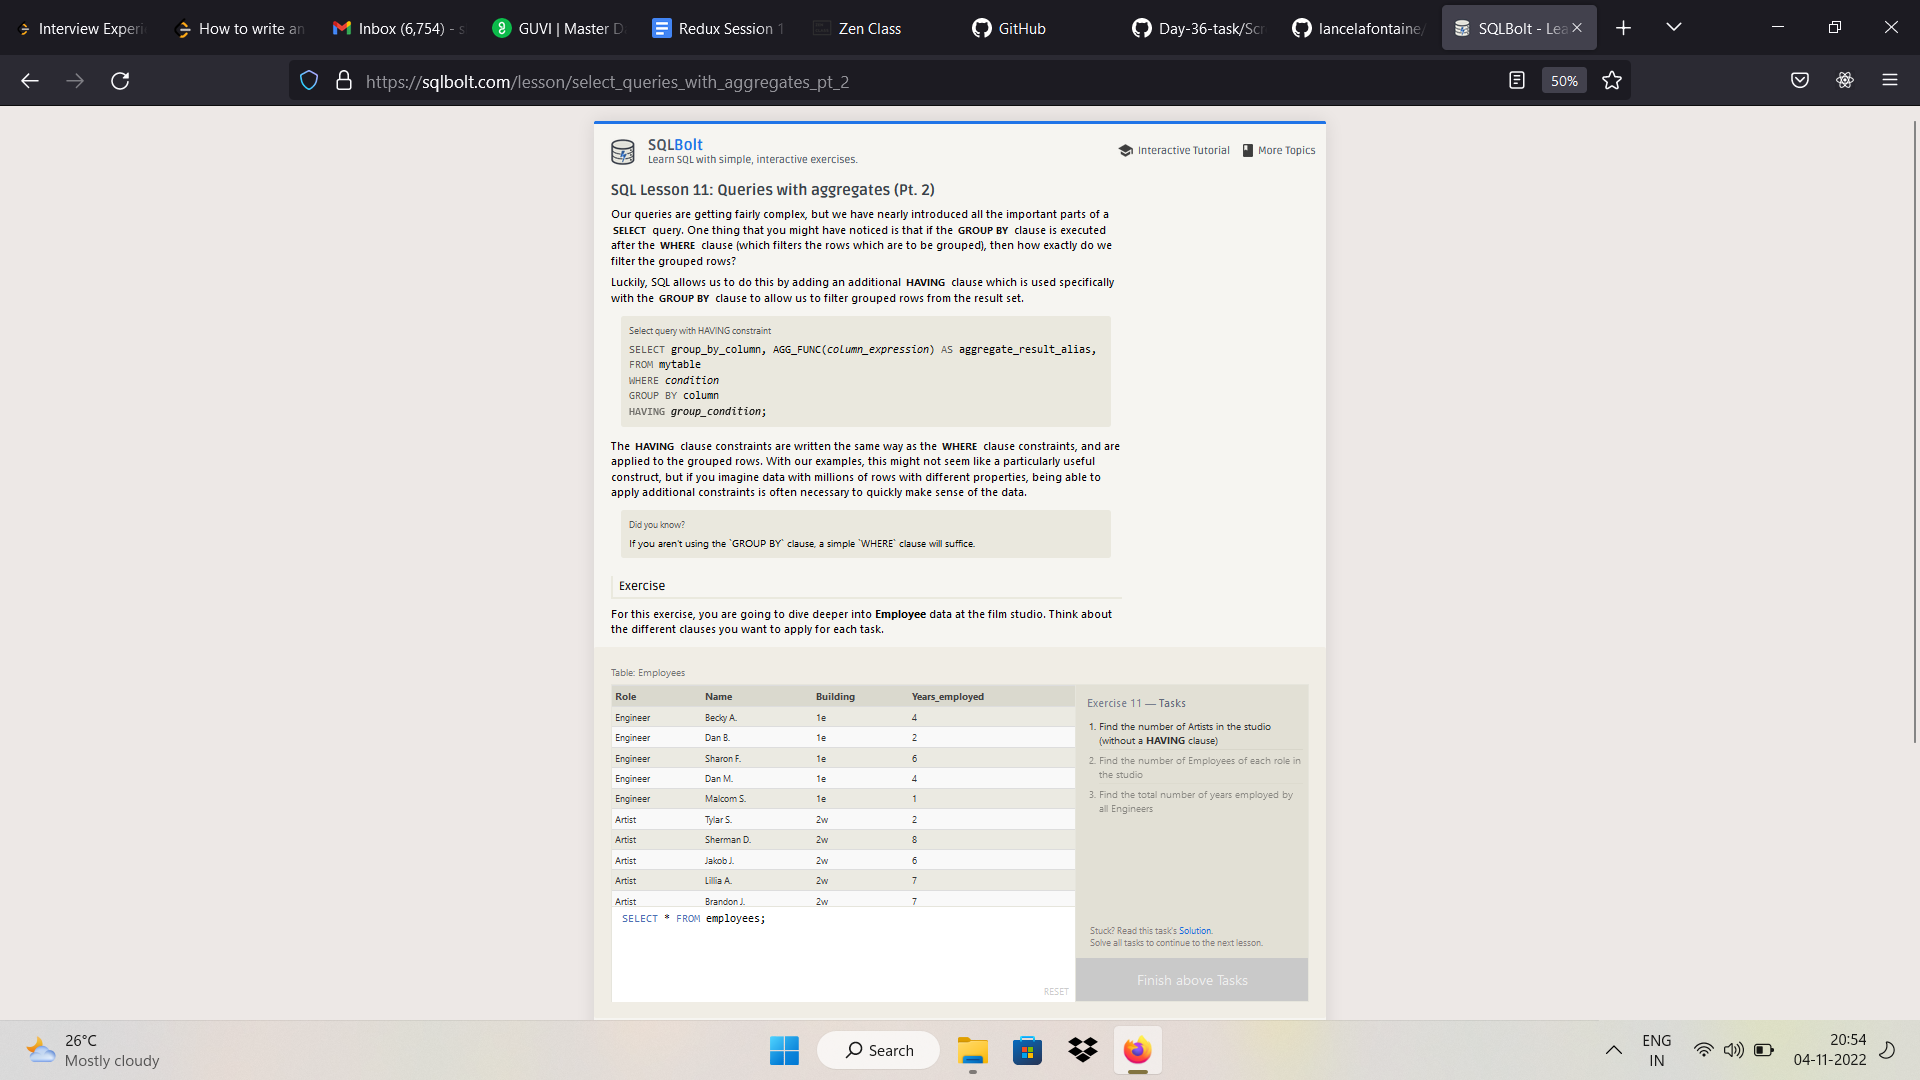 Interview Experi
How to write an
Inbox (6,754) - s
GUVI | Master D
Redux Session 1
Zen Class
GitHub
Day-36-task/Scr
lancelafontaine/
SQLBolt - Lea
https://sqlbolt.com/lesson/select_queries_with_aggregates_pt_2
50%
SQLBolt
Learn SQL with simple, interactive exercises.
Interactive Tutorial
More Topics
SQL Lesson 11: Queries with aggregates (Pt. 2)
Our queries are getting fairly complex, but we have nearly introduced all the important parts of a
SELECT query. One thing that you might have noticed is that if the GROUP BY clause is executed
after the WHERE clause (which filters the rows which are to be grouped), then how exactly do we
filter the grouped rows?
Luckily, SQL allows us to do this by adding an additional HAVING clause which is used specifically
with the GROUP BY clause to allow us to filter grouped rows from the result set.
Select query with HAVING constraint
SELECT group_by_column, AGG_FUNC(column_expression) AS aggregate_result_alias, …
FROM mytable
WHERE condition
GROUP BY column
HAVING group_condition;
The HAVING clause constraints are written the same way as the WHERE clause constraints, and are
applied to the grouped rows. With our examples, this might not seem like a particularly useful
construct, but if you imagine data with millions of rows with different properties, being able to
apply additional constraints is often necessary to quickly make sense of the data.
Did you know?
If you aren't using the `GROUP BY` clause, a simple `WHERE` clause will suffice.
Exercise
For this exercise, you are going to dive deeper into Employee data at the film studio. Think about
the different clauses you want to apply for each task.
Table: Employees
Role Name Building Years_employed
Engineer Becky A. 1e 4
Engineer Dan B. 1e 2
Engineer Sharon F. 1e 6
Engineer Dan M. 1e 4
Engineer Malcom S. 1e 1
Artist Tylar S. 2w 2
Artist Sherman D. 2w 8
Artist Jakob J. 2w 6
Artist Lillia A. 2w 7
Artist Brandon J. 2w 7
SELECT * FROM employees;
RESET
Exercise 11 — Tasks
1. Find the number of Artists in the studio
(without a HAVING clause)
2. Find the number of Employees of each role in
the studio
3. Find the total number of years employed by
all Engineers
Stuck? Read this task's Solution.
Solve all tasks to continue to the next lesson.
Finish above Tasks
26°C
Mostly cloudy
Search
ENG
IN
20:54
04-11-2022